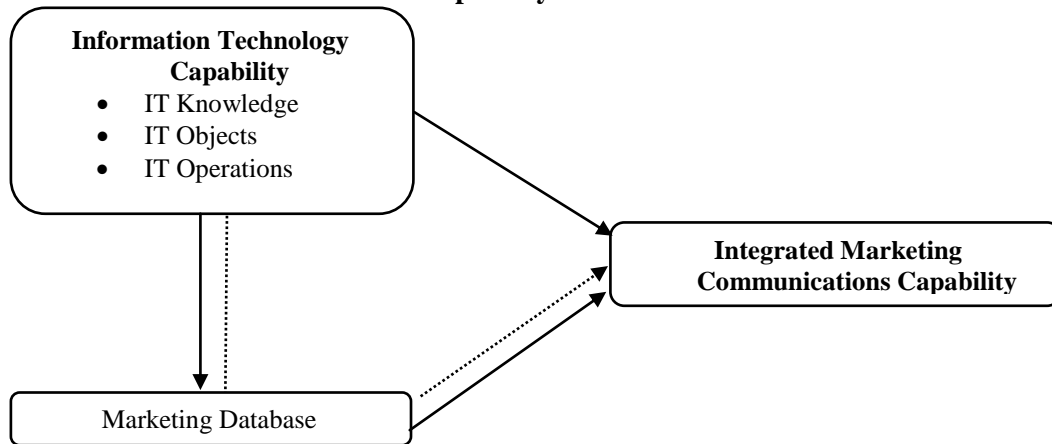 Information Technology
Capability
• IT Knowledge
• IT Objects
• IT Operations
Integrated Marketing
Communications Capability
Marketing Database